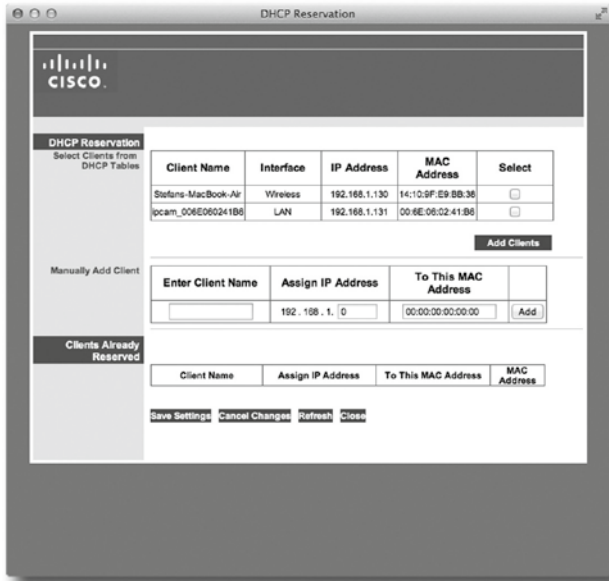 DHCP Reservation
CISCO.
DHCP Reservation
Select Clients from
DHCP Tables
Client Name Interface IP Address MAC Address Select
Stefans-MacBook-Air Wireless 192.168.1.130 14:10:9F:E9:BB:36
ipcam_006E060241B6 LAN 192.168.1.131 00:6E:06:02:41:B6
Add Clients
Manually Add Client
Enter Client Name Assign IP Address To This MAC Address
192 . 168 . 1. 0 00:00:00:00:00:00 Add
Clients Already
Reserved
Client Name Assign IP Address To This MAC Address MAC Address
Save Settings Cancel Changes Refresh Close